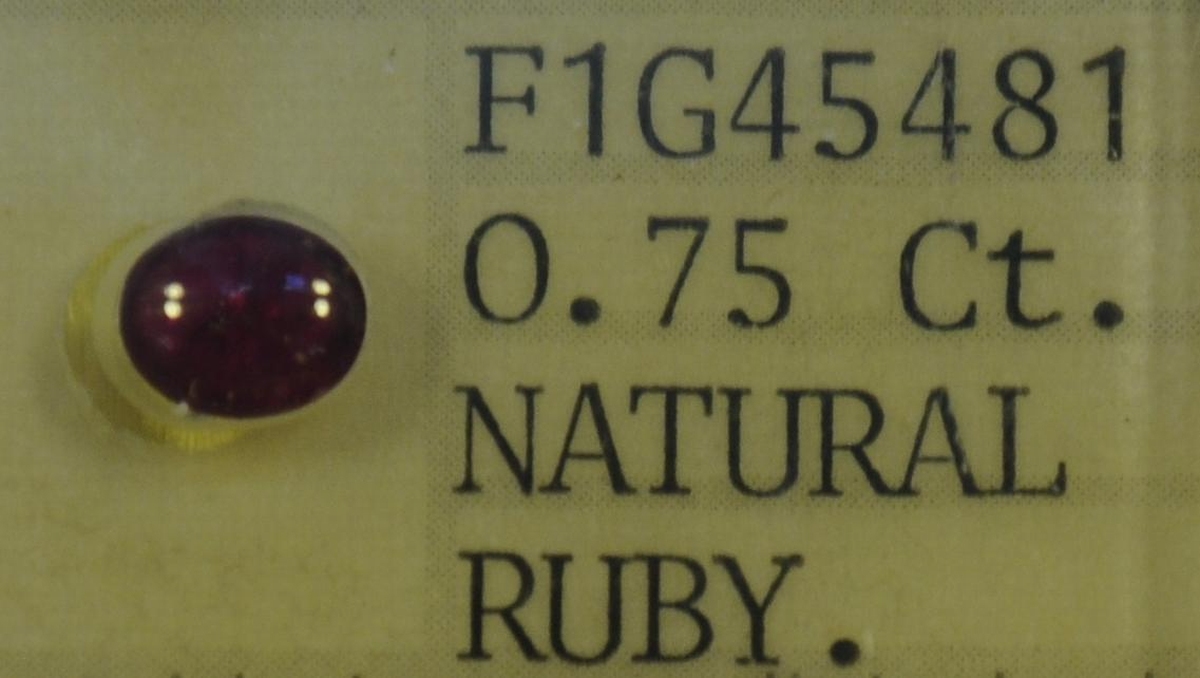 F1G45481
0.75 Ct.
NATURAL
RUBY.